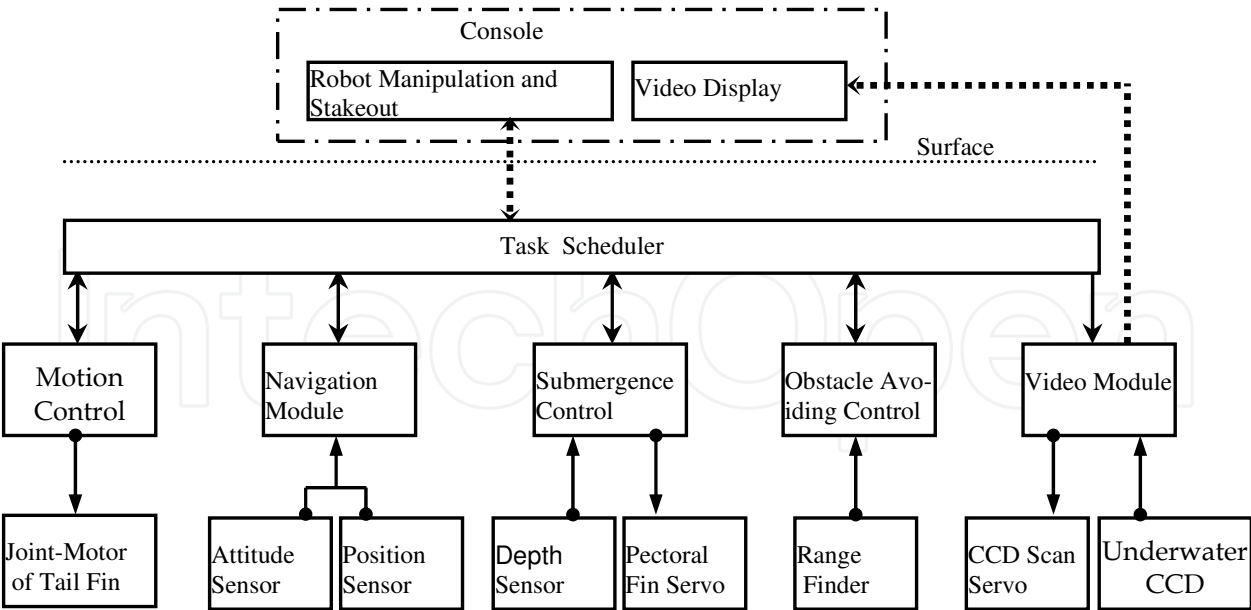 Console
Robot Manipulation and
Stakeout
Video Display
Surface
Task Scheduler
IntechOpen
Motion
Control
Navigation
Module
Submergence
Control
Obstacle Avo-
iding Control
Video Module
Joint-Motor
of Tail Fin
Attitude
Sensor
Position
Sensor
Depth
Sensor
Pectoral
Fin Servo
Range
Finder
CCD Scan
Servo
Underwater
CCD